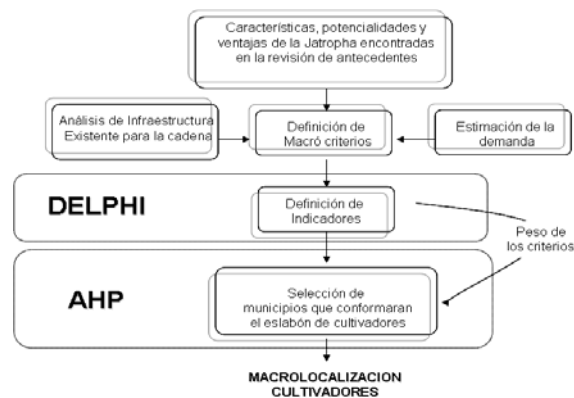 Características, potencialidades y
ventajas de la Jatropha encontradas
en la revisión de antecedentes
Análisis de Infraestructura
Existente para la cadena
Definición de
Macró criterios
Estimación de la
demanda
DELPHI
Definición de
Indicadores
Peso de
los criterios
AHP
Selección de
municipios que conformaran
el eslabón de cultivadores
MACROLOCALIZACION
CULTIVADORES